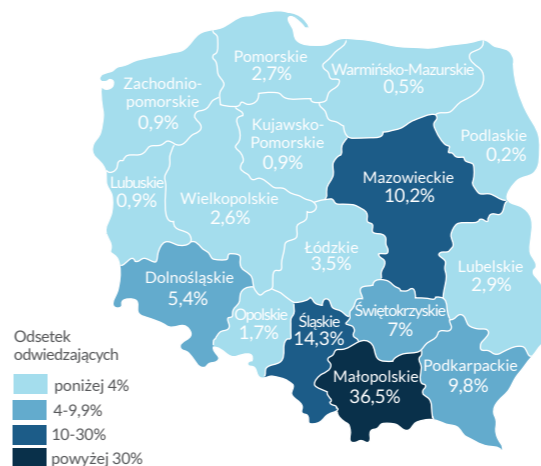 Pomorskie
2,7%
Warmińsko-Mazurskie
0,5%
Zachodnio-
pomorskie
0,9%
Kujawsko-
Pomorskie
0,9%
Podlaskie
0,2%
Mazowieckie
10,2%
Lubuskie
0,9%
Wielkopolskie
2,6%
Łódzkie
3,5%
Lubelskie
2,9%
Dolnośląskie
5,4%
Opolskie
1,7%
Śląskie
14,3%
Świętokrzyskie
7%
Małopolskie
36,5%
Podkarpackie
9,8%
Odsetek
odwiedzających
poniżej 4%
4-9,9%
10-30%
powyżej 30%